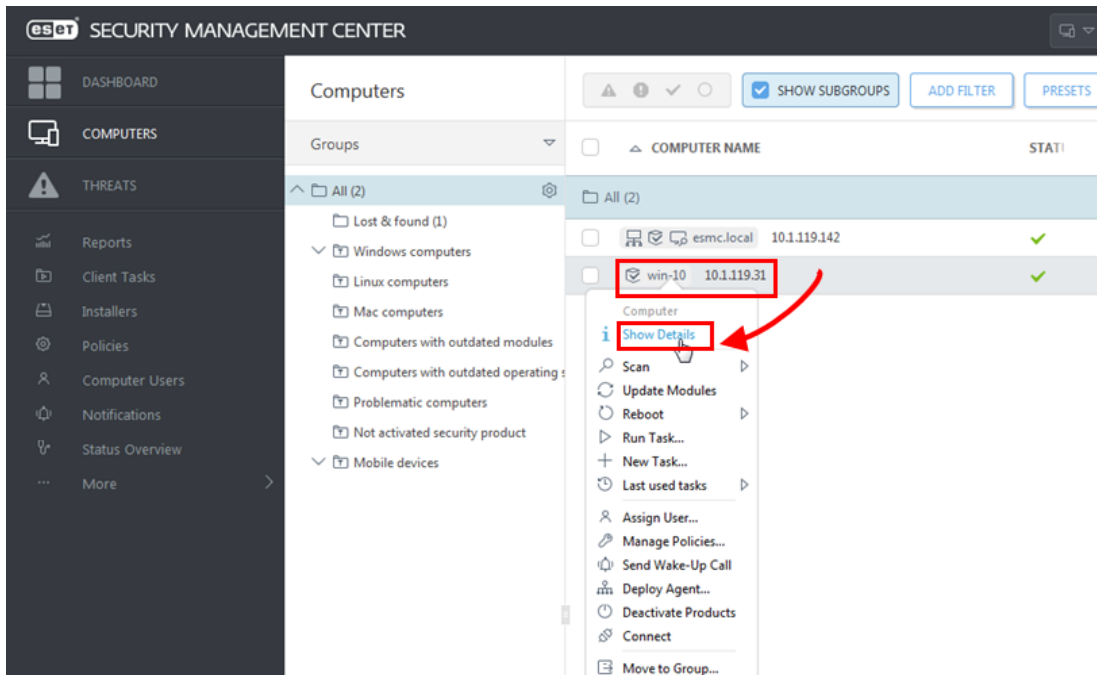 eset SECURITY MANAGEMENT CENTER
DASHBOARD
COMPUTERS
THREATS
Reports
Client Tasks
Installers
Policies
Computer Users
Notifications
Status Overview
More
Computers
Groups
All (2)
Lost & found (1)
Windows computers
Linux computers
Mac computers
Computers with outdated modules
Computers with outdated operating s
Problematic computers
Not activated security product
Mobile devices
SHOW SUBGROUPS
ADD FILTER
PRESETS
COMPUTER NAME
STATU
All (2)
esmc.local 10.1.119.142
win-10 10.1.119.31
Computer
Show Details
Scan
Update Modules
Reboot
Run Task...
New Task...
Last used tasks
Assign User...
Manage Policies...
Send Wake-Up Call
Deploy Agent...
Deactivate Products
Connect
Move to Group...